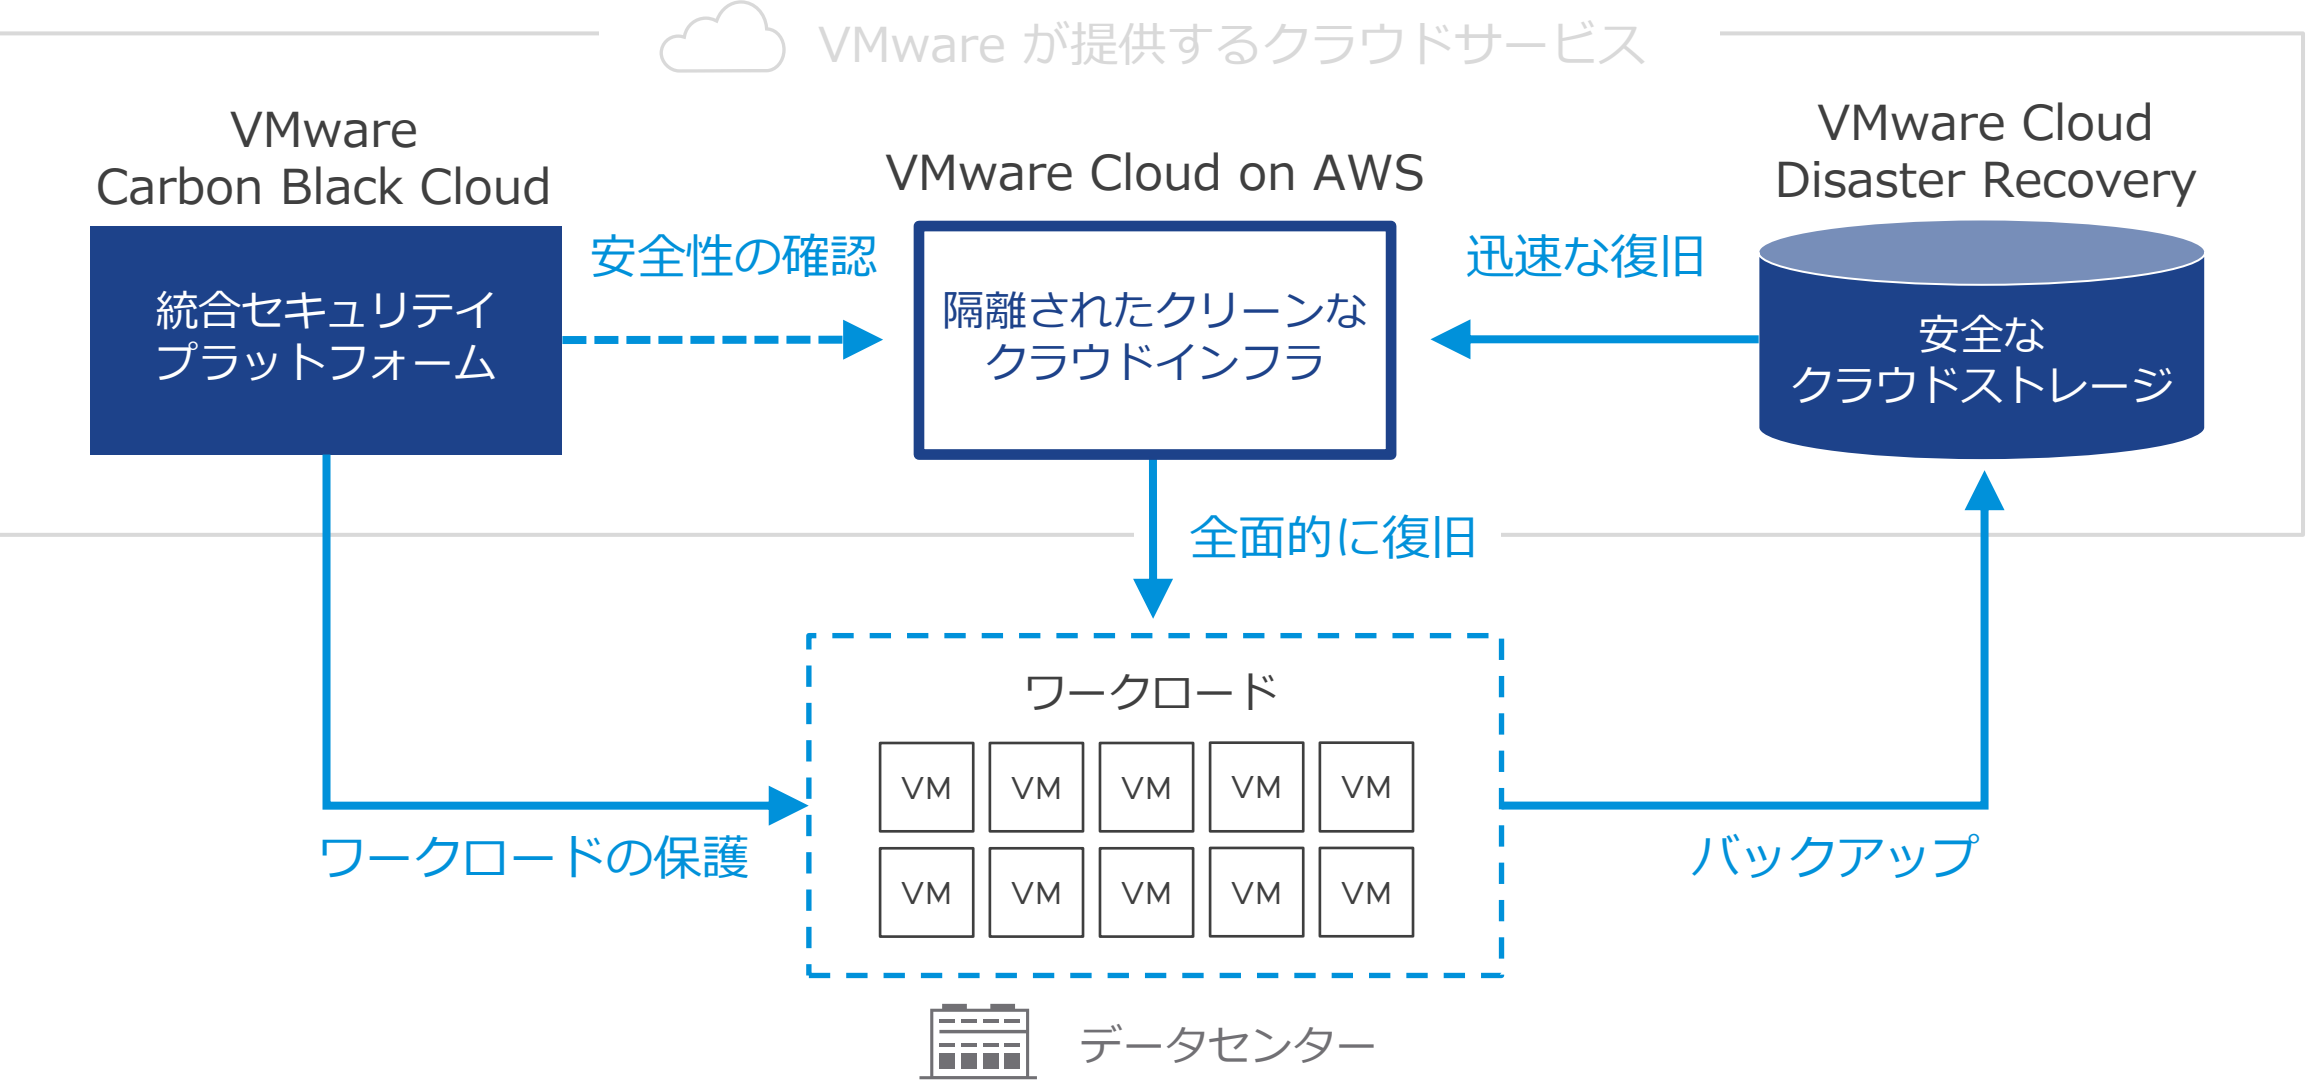 VMware が提供するクラウドサービス
VMware
Carbon Black Cloud
統合セキュリテイ
プラットフォーム
安全性の確認
VMware Cloud on AWS
隔離されたクリーンな
クラウドインフラ
迅速な復旧
VMware Cloud
Disaster Recovery
安全な
クラウドストレージ
全面的に復旧
ワークロード
VM VM VM VM VM
VM VM VM VM VM
ワークロードの保護
バックアップ
データセンター